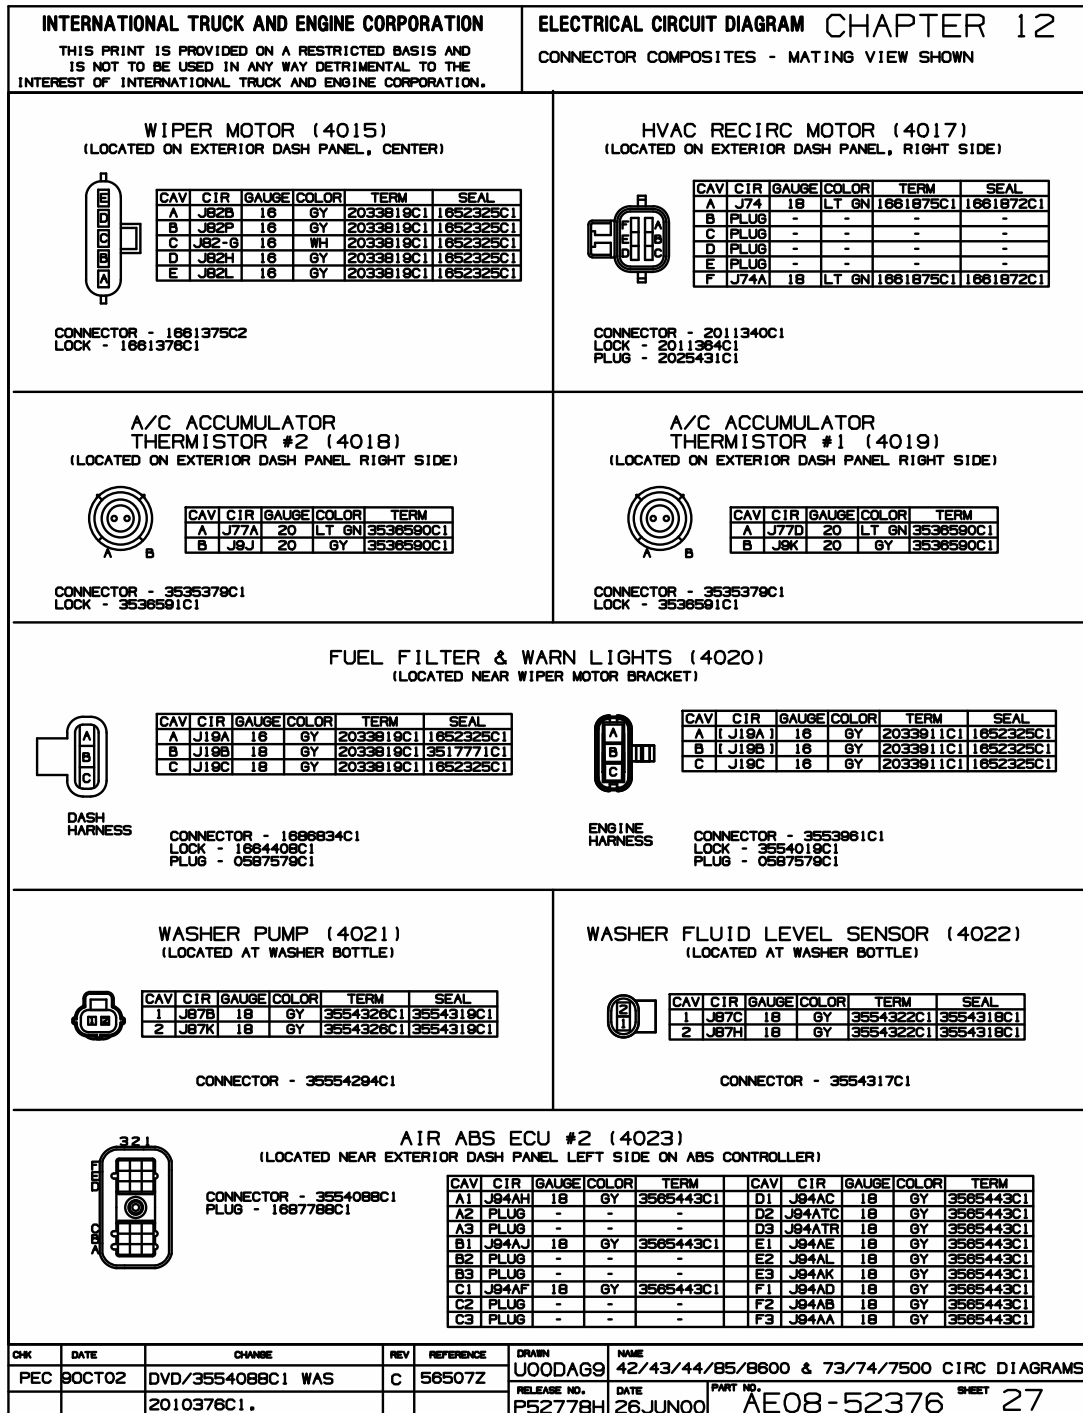 INTERNATIONAL TRUCK AND ENGINE CORPORATION
THIS PRINT IS PROVIDED ON A RESTRICTED BASIS AND
IS NOT TO BE USED IN ANY WAY DETRIMENTAL TO THE
INTEREST OF INTERNATIONAL TRUCK AND ENGINE CORPORATION.
ELECTRICAL CIRCUIT DIAGRAM CHAPTER 12
CONNECTOR COMPOSITES - MATING VIEW SHOWN
WIPER MOTOR (4015)
(LOCATED ON EXTERIOR DASH PANEL, CENTER)
E
D
C
B
A
CAV CIR GAUGE COLOR TERM SEAL
A J82B 16 GY 2033819C1 1652325C1
B J82P 16 GY 2033819C1 1652325C1
C J82-G 16 WH 2033819C1 1652325C1
D J82H 16 GY 2033819C1 1652325C1
E J82L 16 GY 2033819C1 1652325C1
CONNECTOR - 1661375C2
LOCK - 1661376C1
HVAC RECIRC MOTOR (4017)
(LOCATED ON EXTERIOR DASH PANEL, RIGHT SIDE)
F A
E B
D C
CAV CIR GAUGE COLOR TERM SEAL
A J74 18 LT GN 1661875C1 1661872C1
B PLUG - - - -
C PLUG - - - -
D PLUG - - - -
E PLUG - - - -
F J74A 18 LT GN 1661875C1 1661872C1
CONNECTOR - 2011340C1
LOCK - 2011364C1
PLUG - 2025431C1
A/C ACCUMULATOR
THERMISTOR #2 (4018)
(LOCATED ON EXTERIOR DASH PANEL RIGHT SIDE)
A B
CAV CIR GAUGE COLOR TERM
A J77A 20 LT GN 3536590C1
B J9J 20 GY 3536590C1
CONNECTOR - 3535379C1
LOCK - 3536591C1
A/C ACCUMULATOR
THERMISTOR #1 (4019)
(LOCATED ON EXTERIOR DASH PANEL RIGHT SIDE)
A B
CAV CIR GAUGE COLOR TERM
A J77D 20 LT GN 3536590C1
B J9K 20 GY 3536590C1
CONNECTOR - 3535379C1
LOCK - 3536591C1
FUEL FILTER & WARN LIGHTS (4020)
(LOCATED NEAR WIPER MOTOR BRACKET)
A
B
C
DASH
HARNESS
CAV CIR GAUGE COLOR TERM SEAL
A J19A 16 GY 2033819C1 1652325C1
B J19B 18 GY 2033819C1 3517771C1
C J19C 18 GY 2033819C1 1652325C1
CONNECTOR - 1686834C1
LOCK - 1664408C1
PLUG - 0587579C1
A
B
C
ENGINE
HARNESS
CAV CIR GAUGE COLOR TERM SEAL
A [J19A] 16 GY 2033911C1 1652325C1
B [J19B] 16 GY 2033911C1 1652325C1
C J19C 16 GY 2033911C1 1652325C1
CONNECTOR - 3553961C1
LOCK - 3554019C1
PLUG - 0587579C1
WASHER PUMP (4021)
(LOCATED AT WASHER BOTTLE)
1 2
CAV CIR GAUGE COLOR TERM SEAL
1 J87B 18 GY 3554326C1 3554319C1
2 J87K 18 GY 3554326C1 3554319C1
CONNECTOR - 35554294C1
WASHER FLUID LEVEL SENSOR (4022)
(LOCATED AT WASHER BOTTLE)
2
1
CAV CIR GAUGE COLOR TERM SEAL
1 J87C 18 GY 3554322C1 3554318C1
2 J87H 18 GY 3554322C1 3554318C1
CONNECTOR - 3554317C1
AIR ABS ECU #2 (4023)
(LOCATED NEAR EXTERIOR DASH PANEL LEFT SIDE ON ABS CONTROLLER)
3 2 1
F
E
D
C
B
A
CONNECTOR - 3554088C1
PLUG - 1687788C1
CAV CIR GAUGE COLOR TERM CAV CIR GAUGE COLOR TERM
A1 J94AH 18 GY 3565443C1 D1 J94AC 18 GY 3565443C1
A2 PLUG - - - D2 J94ATC 18 GY 3565443C1
A3 PLUG - - - D3 J94ATR 18 GY 3565443C1
B1 J94AJ 18 GY 3565443C1 E1 J94AE 18 GY 3565443C1
B2 PLUG - - - E2 J94AL 18 GY 3565443C1
B3 PLUG - - - E3 J94AK 18 GY 3565443C1
C1 J94AF 18 GY 3565443C1 F1 J94AD 18 GY 3565443C1
C2 PLUG - - - F2 J94AB 18 GY 3565443C1
C3 PLUG - - - F3 J94AA 18 GY 3565443C1
CHK DATE CHANGE REV REFERENCE DRAWN NAME
PEC 9OCT02 DVD/3554088C1 WAS C 56507Z U00DAG9 42/43/44/85/8600 & 73/74/7500 CIRC DIAGRAMS
2010376C1.
RELEASE NO. DATE PART NO. SHEET
P52778H 26JUN00 AE08-52376 27